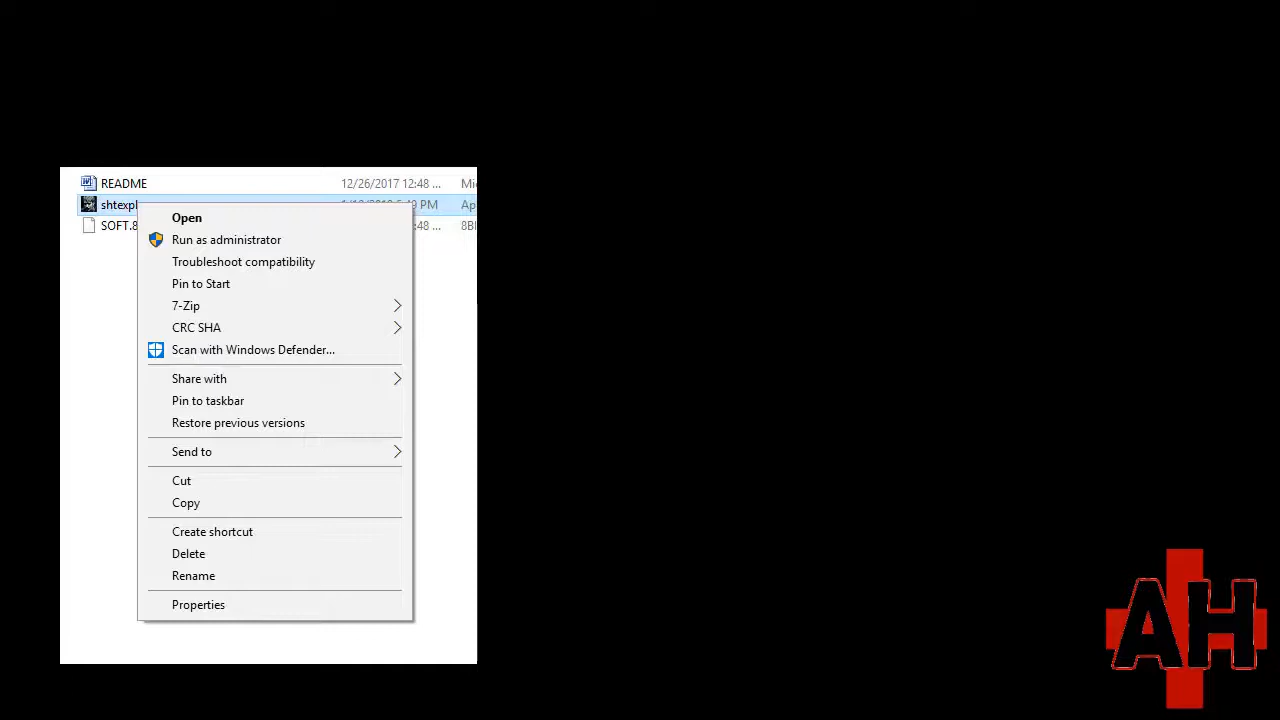 README 12/26/2017 12:48 ...
shtexpl PM Ap
SOFT.8 :48 ... 8BI
Open
Run as administrator
Troubleshoot compatibility
Pin to Start
7-Zip
CRC SHA
Scan with Windows Defender...
Share with
Pin to taskbar
Restore previous versions
Send to
Cut
Copy
Create shortcut
Delete
Rename
Properties
AH